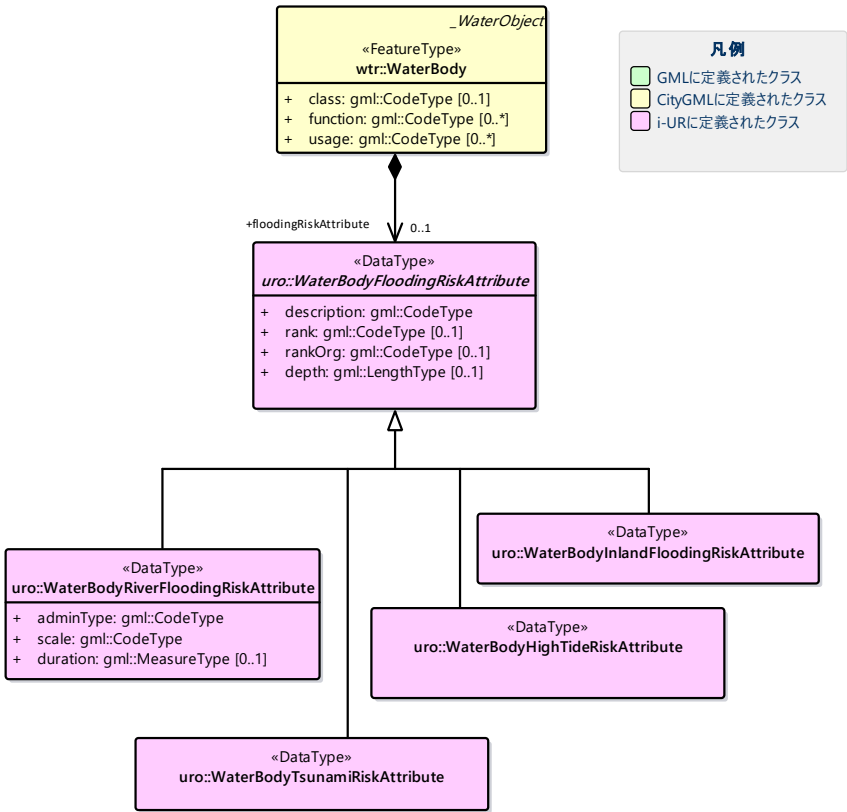 _WaterObject
«FeatureType»
wtr::WaterBody
+ class: gml::CodeType [0..1]
+ function: gml::CodeType [0..*]
+ usage: gml::CodeType [0..*]
凡例
GMLに定義されたクラス
CityGMLに定義されたクラス
i-URに定義されたクラス
+floodingRiskAttribute
0..1
«DataType»
uro::WaterBodyFloodingRiskAttribute
+ description: gml::CodeType
+ rank: gml::CodeType [0..1]
+ rankOrg: gml::CodeType [0..1]
+ depth: gml::LengthType [0..1]
«DataType»
uro::WaterBodyInlandFloodingRiskAttribute
«DataType»
uro::WaterBodyRiverFloodingRiskAttribute
+ adminType: gml::CodeType
+ scale: gml::CodeType
+ duration: gml::MeasureType [0..1]
«DataType»
uro::WaterBodyHighTideRiskAttribute
«DataType»
uro::WaterBodyTsunamiRiskAttribute